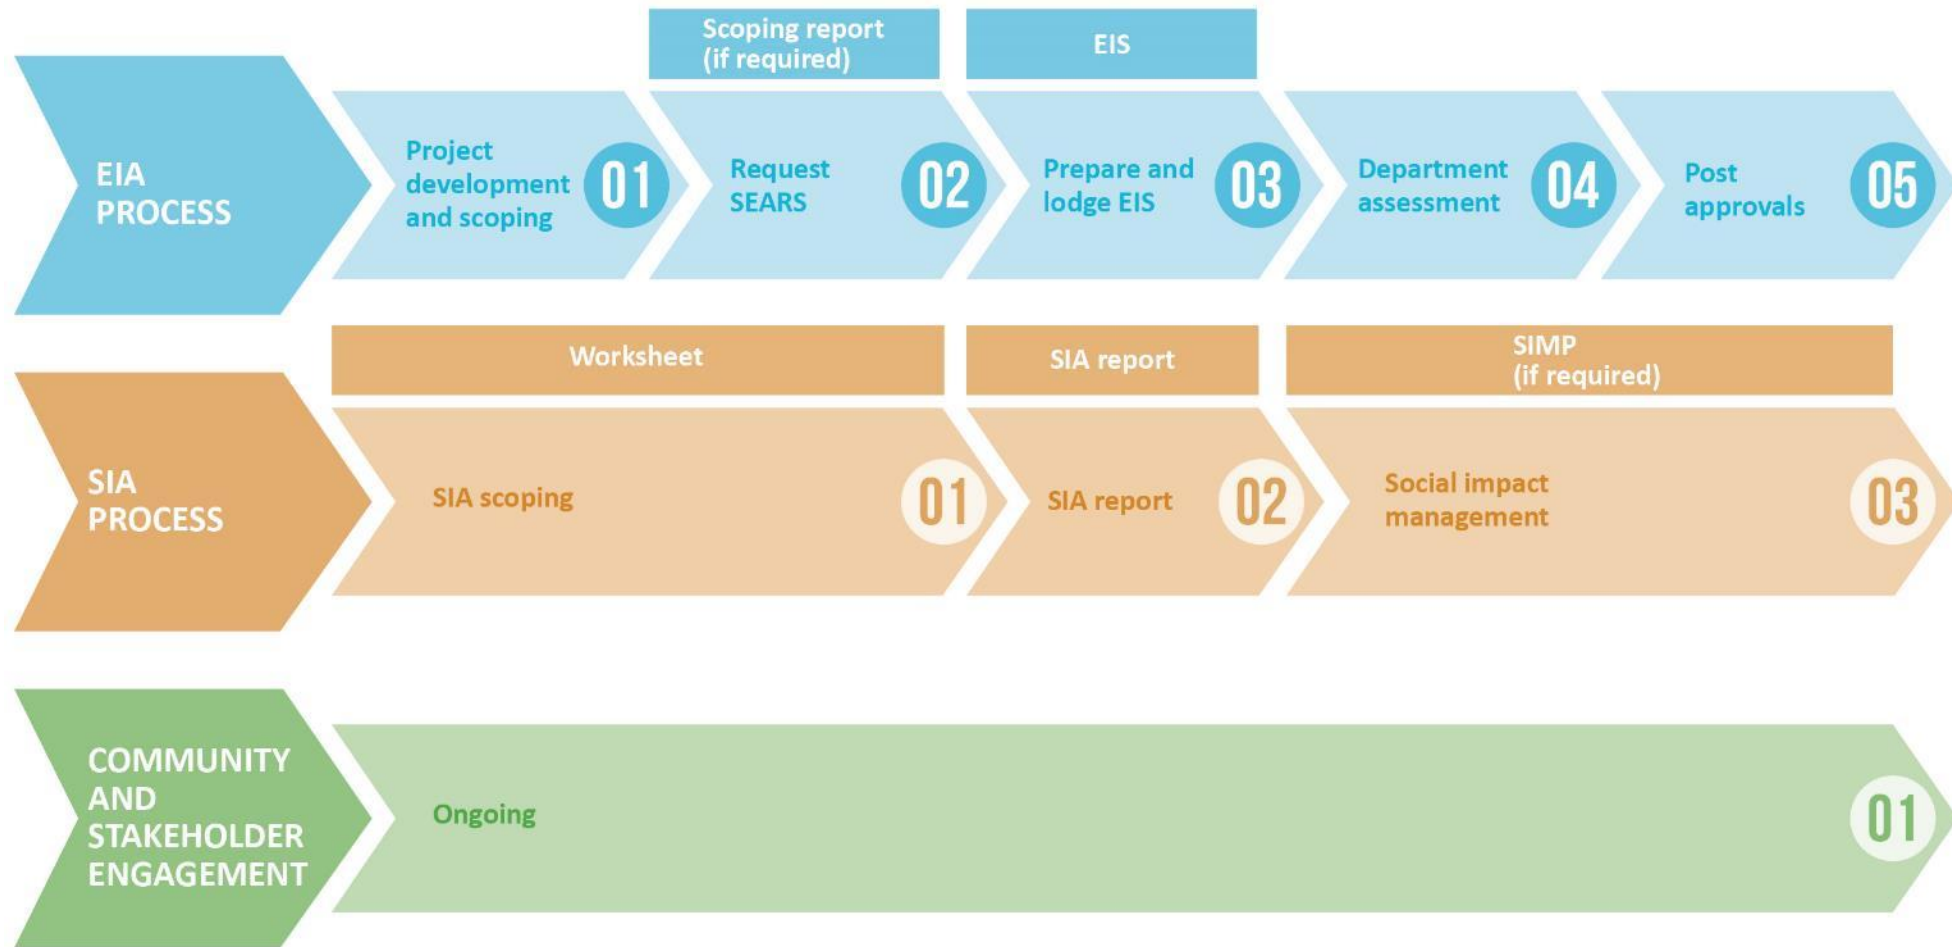 Scoping report
(if required)
EIS
EIA
PROCESS
Project
development
and scoping
01
Request
SEARS
02
Prepare and
lodge EIS
03
Department
assessment
04
Post
approvals
05
Worksheet
SIA report
SIMP
(if required)
SIA
PROCESS
SIA scoping
01
SIA report
02
Social impact
management
03
COMMUNITY
AND
STAKEHOLDER
ENGAGEMENT
Ongoing
01